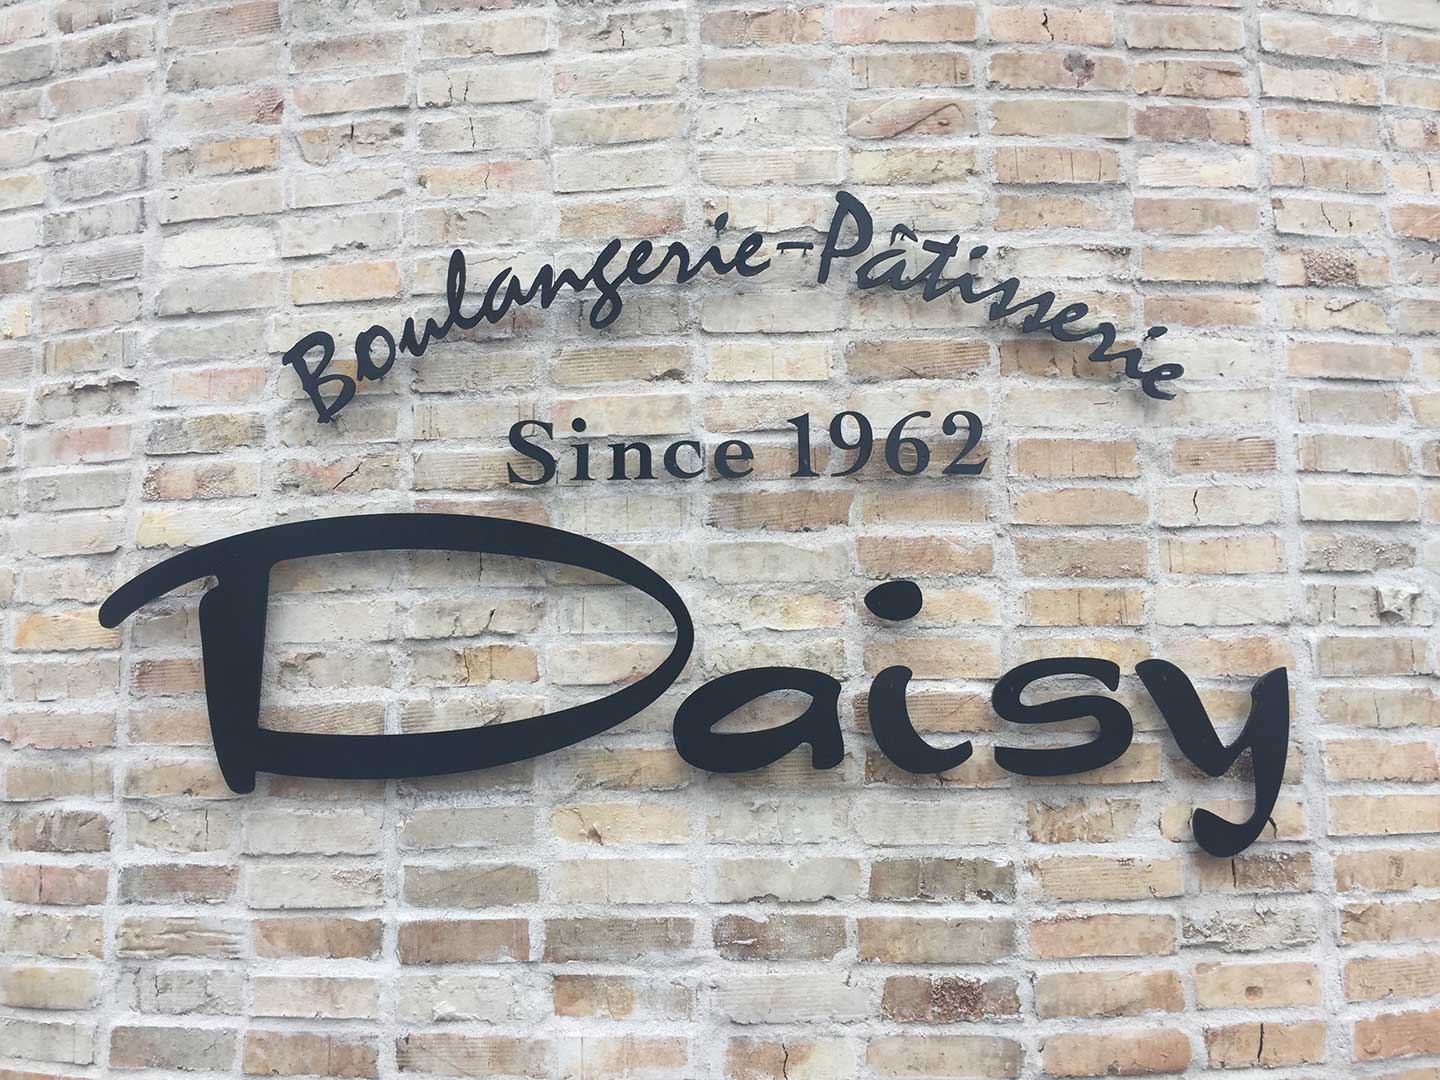 Boulangerie-Pâtisserie
Since 1962
Daisy